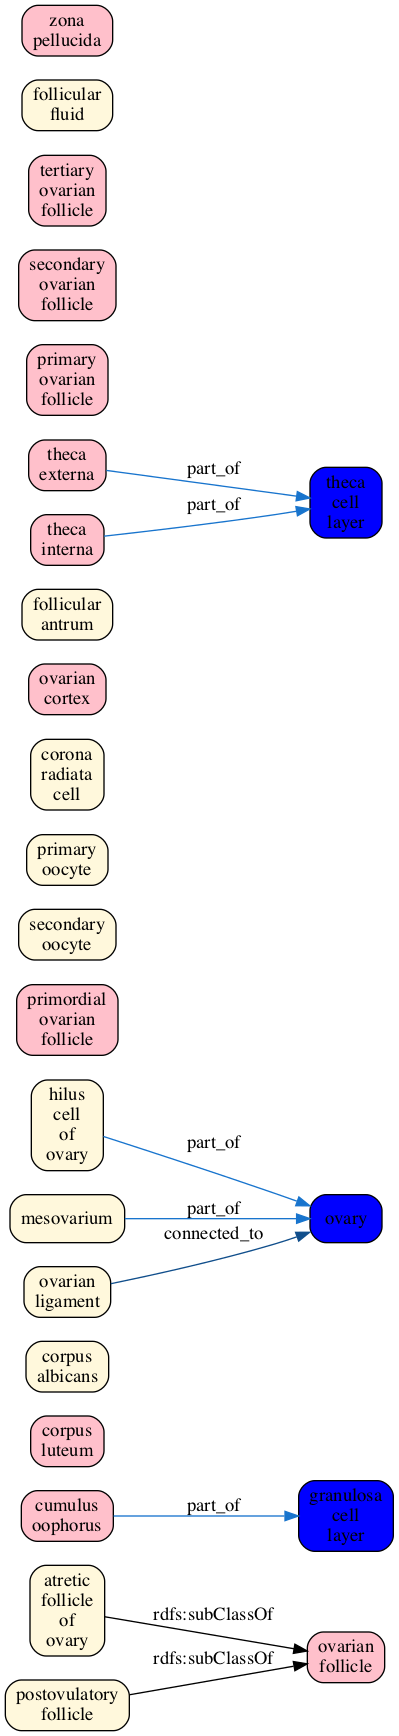 zona
pellucida
follicular
fluid
tertiary
ovarian
follicle
secondary
ovarian
follicle
primary
ovarian
follicle
theca
externa
part_of
theca
cell
layer
theca
interna
part_of
follicular
antrum
ovarian
cortex
corona
radiata
cell
primary
oocyte
secondary
oocyte
primordial
ovarian
follicle
hilus
cell
of
ovary
part_of
mesovarium
part_of
ovary
connected_to
ovarian
ligament
corpus
albicans
corpus
luteum
cumulus
oophorus
part_of
granulosa
cell
layer
atretic
follicle
of
ovary
rdfs:subClassOf
ovarian
follicle
rdfs:subClassOf
postovulatory
follicle